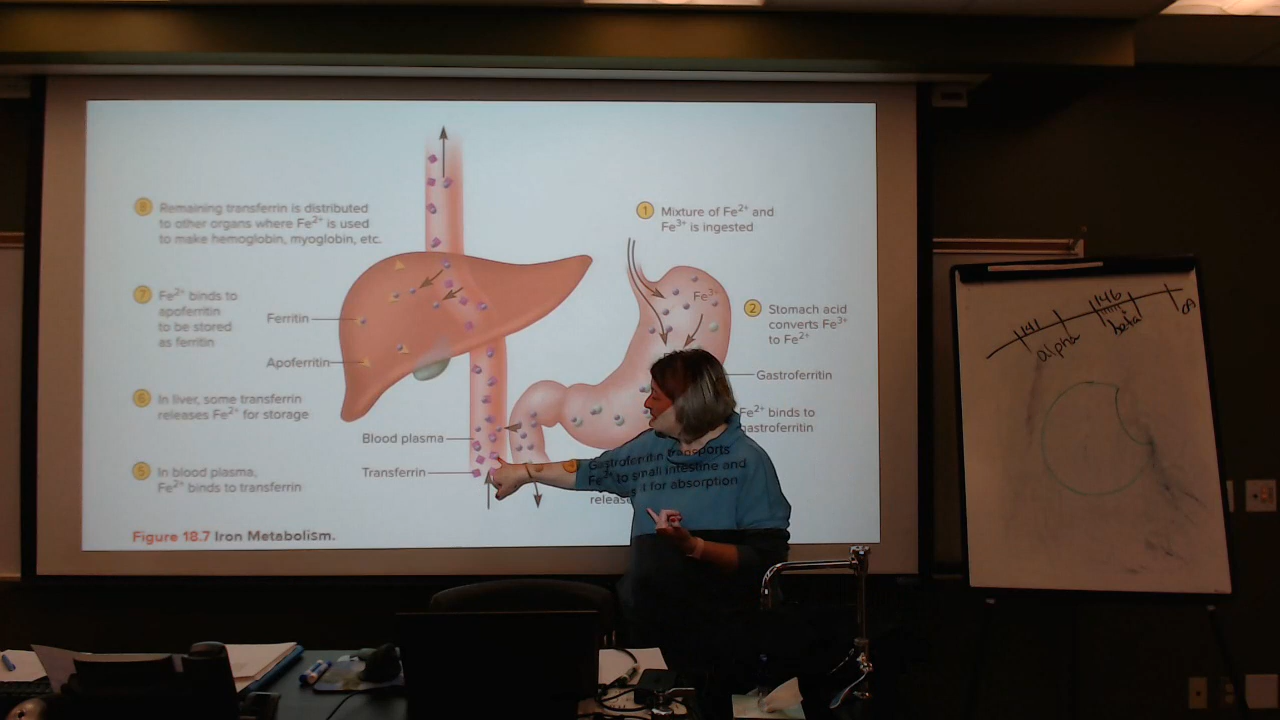 8 Remaining transferrin is distributed
to other organs where Fe²⁺ is used
to make hemoglobin, myoglobin, etc.
7 Fe²⁺ binds to
apoferritin
to be stored
as ferritin
Ferritin
Apoferritin
6 In liver, some transferrin
releases Fe²⁺ for storage
Blood plasma
5 In blood plasma,
Fe²⁺ binds to transferrin
Transferrin
Figure 18.7 Iron Metabolism.
1 Mixture of Fe²⁺ and
Fe³⁺ is ingested
Fe³⁺
2 Stomach acid
converts Fe³⁺
to Fe²⁺
Gastroferritin
Fe²⁺ binds to
gastroferritin
Gastroferritin transports
Fe²⁺ to small intestine and
it for absorption
141
alpha
146
beta